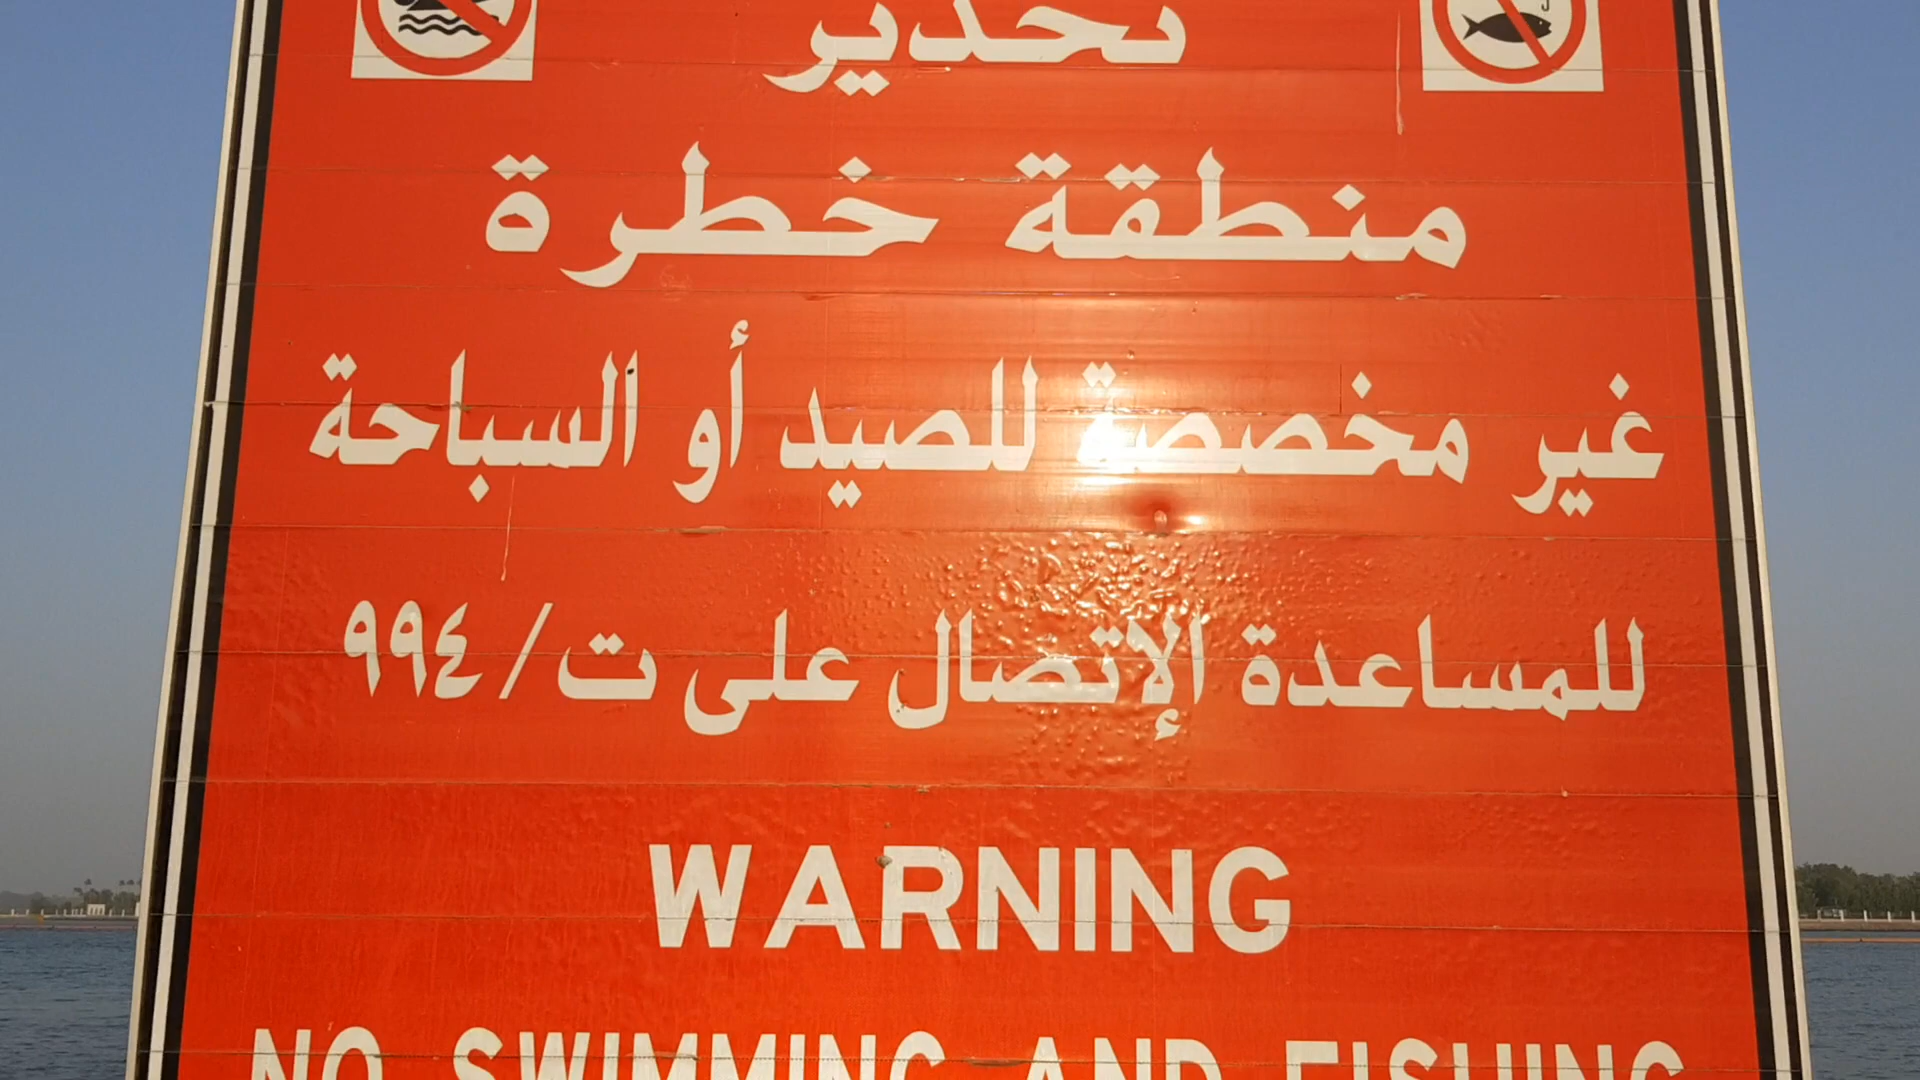 تحذير
منطقة خطرة
غير مخصصة للصيد أو السباحة
للمساعدة الإتصال على ت/٩٩٤
WARNING
NO SWIMMING AND FISHING